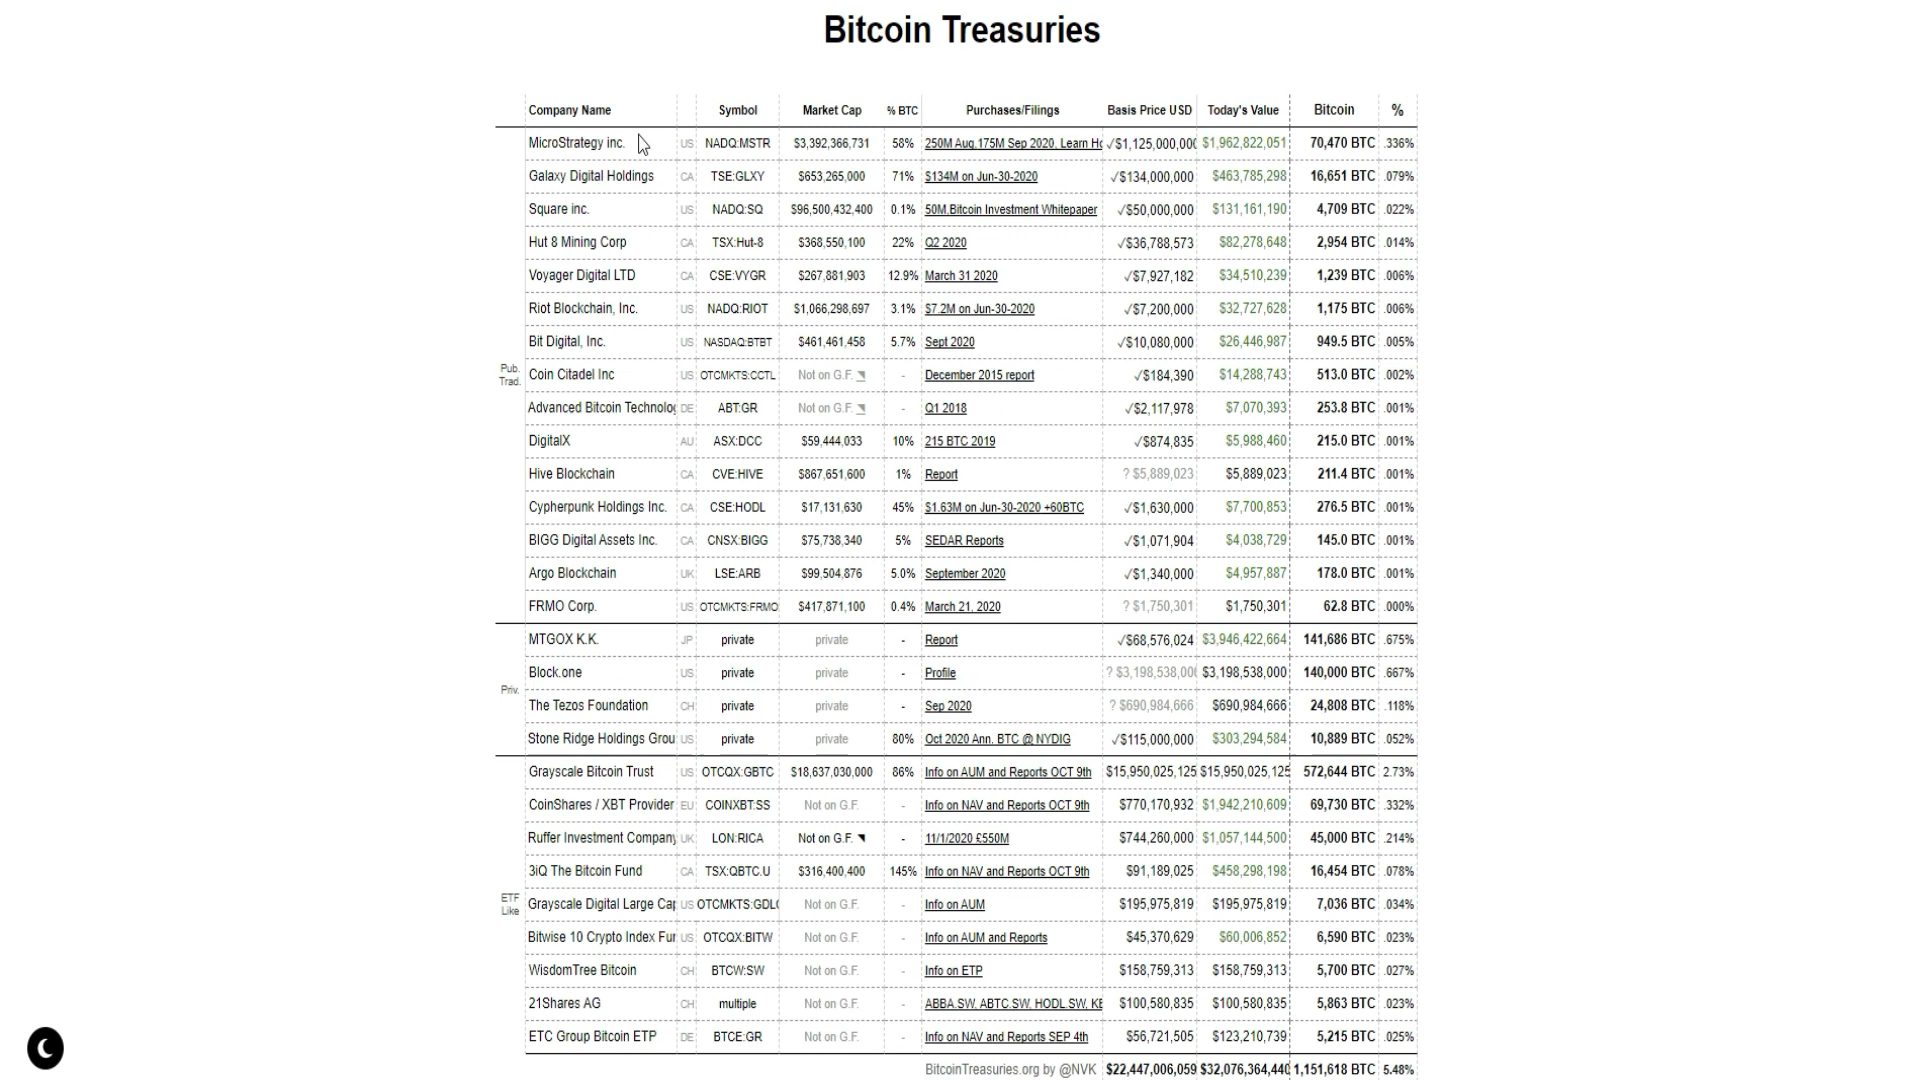 Bitcoin Treasuries
Company Name Symbol Market Cap % BTC Purchases/Filings Basis Price USD Today's Value Bitcoin %
Pub. Trad.
MicroStrategy inc. US NADQ:MSTR $3,392,366,731 58% 250M Aug,175M Sep 2020, Learn Ho ✓$1,125,000,000 $1,962,822,051 70,470 BTC .336%
Galaxy Digital Holdings CA TSE:GLXY $653,265,000 71% $134M on Jun-30-2020 ✓$134,000,000 $463,785,298 16,651 BTC .079%
Square inc. US NADQ:SQ $96,500,432,400 0.1% 50M,Bitcoin Investment Whitepaper ✓$50,000,000 $131,161,190 4,709 BTC .022%
Hut 8 Mining Corp CA TSX:Hut-8 $368,550,100 22% Q2 2020 ✓$36,788,573 $82,278,648 2,954 BTC .014%
Voyager Digital LTD CA CSE:VYGR $267,881,903 12.9% March 31 2020 ✓$7,927,182 $34,510,239 1,239 BTC .006%
Riot Blockchain, Inc. US NADQ:RIOT $1,066,298,697 3.1% $7.2M on Jun-30-2020 ✓$7,200,000 $32,727,628 1,175 BTC .006%
Bit Digital, Inc. US NASDAQ:BTBT $461,461,458 5.7% Sept 2020 ✓$10,080,000 $26,446,987 949.5 BTC .005%
Coin Citadel Inc US OTCMKTS:CCTL Not on G.F. - December 2015 report ✓$184,390 $14,288,743 513.0 BTC .002%
Advanced Bitcoin Technolog DE ABT:GR Not on G.F. - Q1 2018 ✓$2,117,978 $7,070,393 253.8 BTC .001%
DigitalX AU ASX:DCC $59,444,033 10% 215 BTC 2019 ✓$874,835 $5,988,460 215.0 BTC .001%
Hive Blockchain CA CVE:HIVE $867,651,600 1% Report ? $5,889,023 $5,889,023 211.4 BTC .001%
Cypherpunk Holdings Inc. CA CSE:HODL $17,131,630 45% $1.63M on Jun-30-2020 +60BTC ✓$1,630,000 $7,700,853 276.5 BTC .001%
BIGG Digital Assets Inc. CA CNSX:BIGG $75,738,340 5% SEDAR Reports ✓$1,071,904 $4,038,729 145.0 BTC .001%
Argo Blockchain UK LSE:ARB $99,504,876 5.0% September 2020 ✓$1,340,000 $4,957,887 178.0 BTC .001%
FRMO Corp. US OTCMKTS:FRMO $417,871,100 0.4% March 21, 2020 ? $1,750,301 $1,750,301 62.8 BTC .000%
Priv.
MTGOX K.K. JP private private - Report ✓$68,576,024 $3,946,422,664 141,686 BTC .675%
Block.one US private private - Profile ? $3,198,538,000 $3,198,538,000 140,000 BTC .667%
The Tezos Foundation CH private private - Sep 2020 ? $690,984,666 $690,984,666 24,808 BTC .118%
Stone Ridge Holdings Grou US private private 80% Oct 2020 Ann. BTC @ NYDIG ✓$115,000,000 $303,294,584 10,889 BTC .052%
ETF Like
Grayscale Bitcoin Trust US OTCQX:GBTC $18,637,030,000 86% Info on AUM and Reports OCT 9th $15,950,025,125 $15,950,025,125 572,644 BTC 2.73%
CoinShares / XBT Provider EU COINXBT:SS Not on G.F. - Info on NAV and Reports OCT 9th $770,170,932 $1,942,210,609 69,730 BTC .332%
Ruffer Investment Company UK LON:RICA Not on G.F. - 11/1/2020 £550M $744,260,000 $1,057,144,500 45,000 BTC .214%
3iQ The Bitcoin Fund CA TSX:QBTC.U $316,400,400 145% Info on NAV and Reports OCT 9th $91,189,025 $458,298,198 16,454 BTC .078%
Grayscale Digital Large Cap US OTCMKTS:GDLC Not on G.F. - Info on AUM $195,975,819 $195,975,819 7,036 BTC .034%
Bitwise 10 Crypto Index Fun US OTCQX:BITW Not on G.F. - Info on AUM and Reports $45,370,629 $60,006,852 6,590 BTC .023%
WisdomTree Bitcoin CH BTCW:SW Not on G.F. - Info on ETP $158,759,313 $158,759,313 5,700 BTC .027%
21Shares AG CH multiple Not on G.F. - ABBA.SW, ABTC.SW, HODL.SW, KE $100,580,835 $100,580,835 5,863 BTC .023%
ETC Group Bitcoin ETP DE BTCE:GR Not on G.F. - Info on NAV and Reports SEP 4th $56,721,505 $123,210,739 5,215 BTC .025%
BitcoinTreasuries.org by @NVK $22,447,006,059 $32,076,364,440 1,151,618 BTC 5.48%